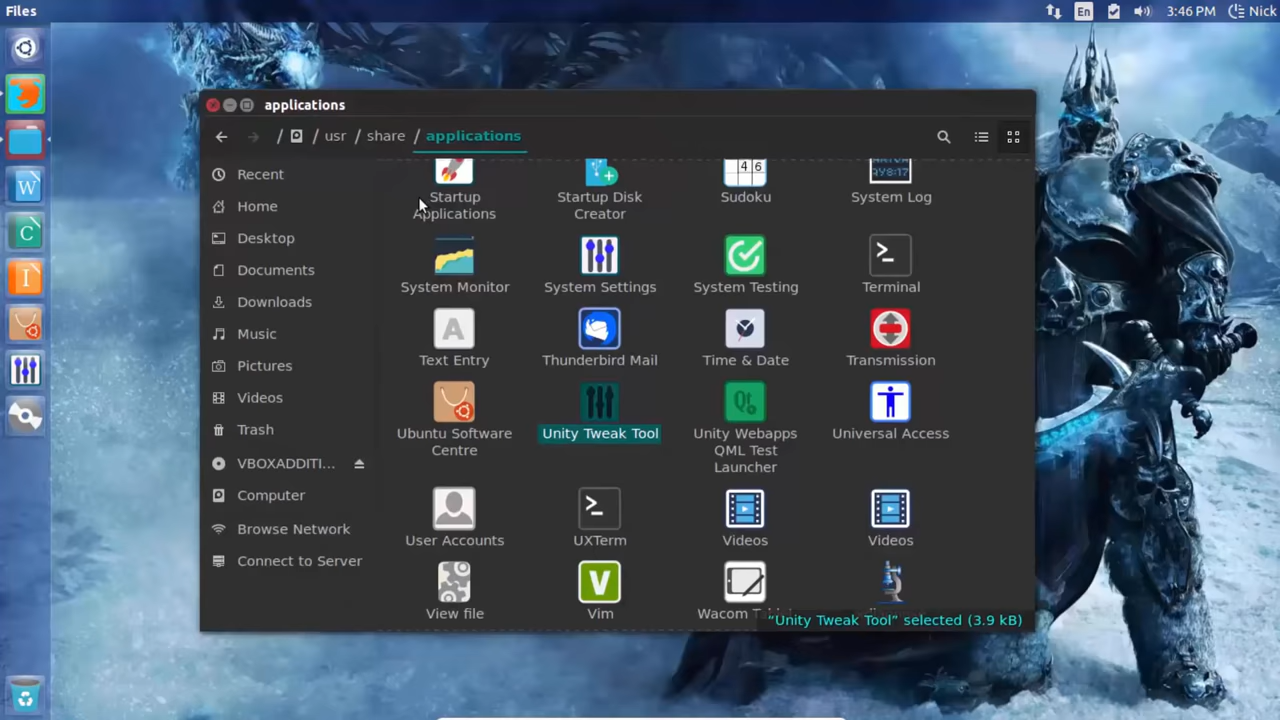 Files
En
3:46 PM
Nick
applications
/ usr / share / applications
Recent
Home
Desktop
Documents
Downloads
Music
Pictures
Videos
Trash
VBOXADDITI...
Computer
Browse Network
Connect to Server
Startup Applications
Startup Disk Creator
4 6
Sudoku
System Log
System Monitor
System Settings
System Testing
Terminal
A
Text Entry
Thunderbird Mail
Time & Date
Transmission
Ubuntu Software Centre
Unity Tweak Tool
Qt
Unity Webapps QML Test Launcher
Universal Access
User Accounts
UXTerm
Videos
Videos
View file
V
Vim
Wacom
"Unity Tweak Tool" selected (3.9 kB)
W
C
I